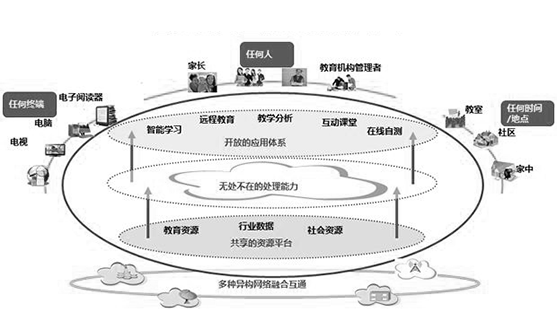 任何人
家长
教育机构管理者
任何终端
电子阅读器
电脑
电视
教室
任何时间
/地点
社区
家中
智能学习
远程教育
教学分析
互动课堂
在线自测
开放的应用体系
无处不在的处理能力
教育资源
行业数据
社会资源
共享的资源平台
多种异构网络融合互通